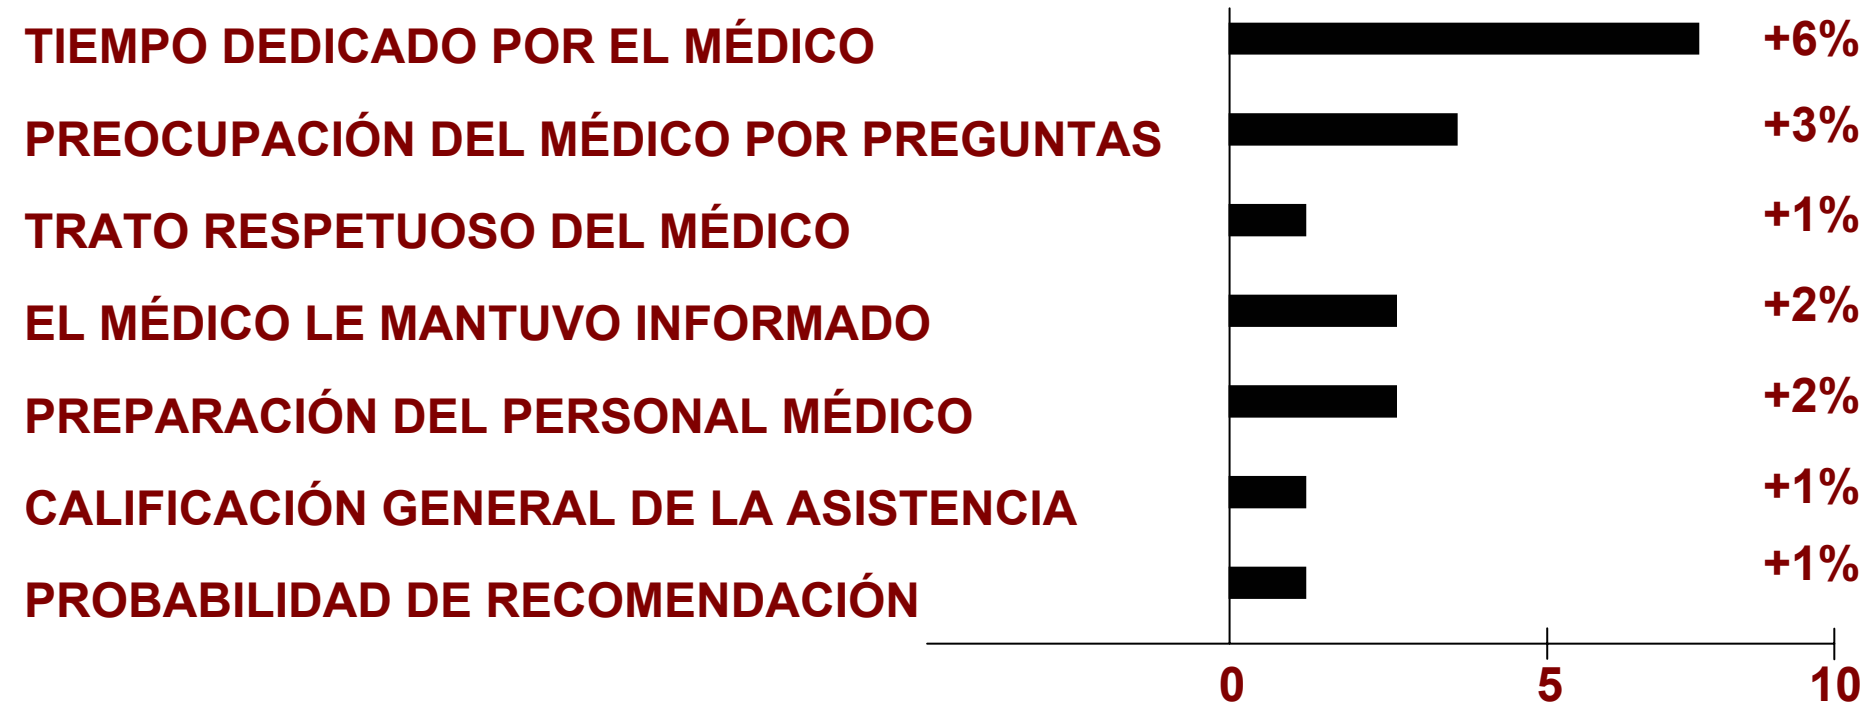 TIEMPO DEDICADO POR EL MÉDICO +6%
PREOCUPACIÓN DEL MÉDICO POR PREGUNTAS +3%
TRATO RESPETUOSO DEL MÉDICO +1%
EL MÉDICO LE MANTUVO INFORMADO +2%
PREPARACIÓN DEL PERSONAL MÉDICO +2%
CALIFICACIÓN GENERAL DE LA ASISTENCIA +1%
PROBABILIDAD DE RECOMENDACIÓN +1%
0 5 10